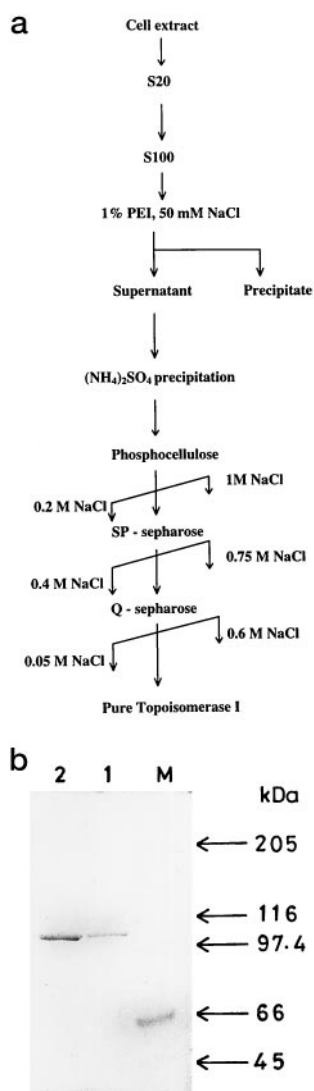 a
Cell extract
S20
S100
1% PEI, 50 mM NaCl
Supernatant Precipitate
(NH₄)₂SO₄ precipitation
Phosphocellulose
0.2 M NaCl 1M NaCl
SP - sepharose
0.4 M NaCl 0.75 M NaCl
Q - sepharose
0.05 M NaCl 0.6 M NaCl
Pure Topoisomerase I
b
2 1 M kDa
205
116
97.4
66
45